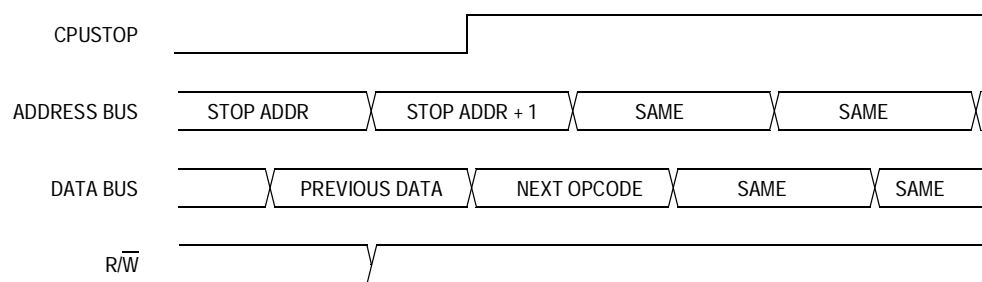 CPUSTOP
ADDRESS BUS STOP ADDR STOP ADDR + 1 SAME SAME
DATA BUS PREVIOUS DATA NEXT OPCODE SAME SAME
R/W̅